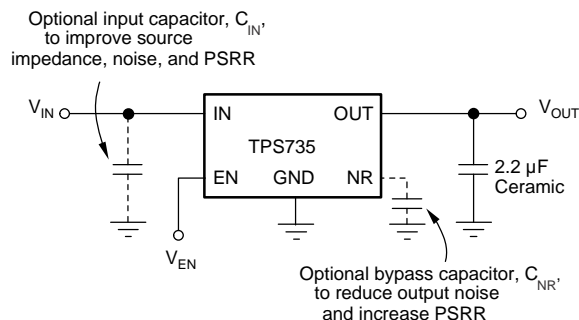 Optional input capacitor, C_IN,
to improve source
impedance, noise, and PSRR
V_IN
IN
OUT
V_OUT
TPS735
EN
GND
NR
2.2 µF
Ceramic
V_EN
Optional bypass capacitor, C_NR,
to reduce output noise
and increase PSRR